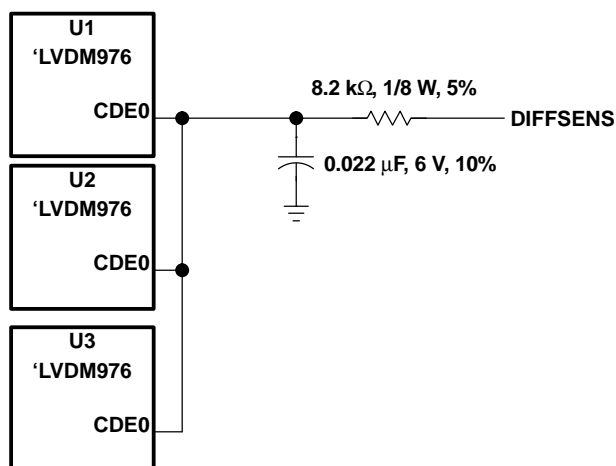 U1
‘LVDM976
CDE0
8.2 kΩ, 1/8 W, 5%
DIFFSENS
0.022 μF, 6 V, 10%
U2
‘LVDM976
CDE0
U3
‘LVDM976
CDE0